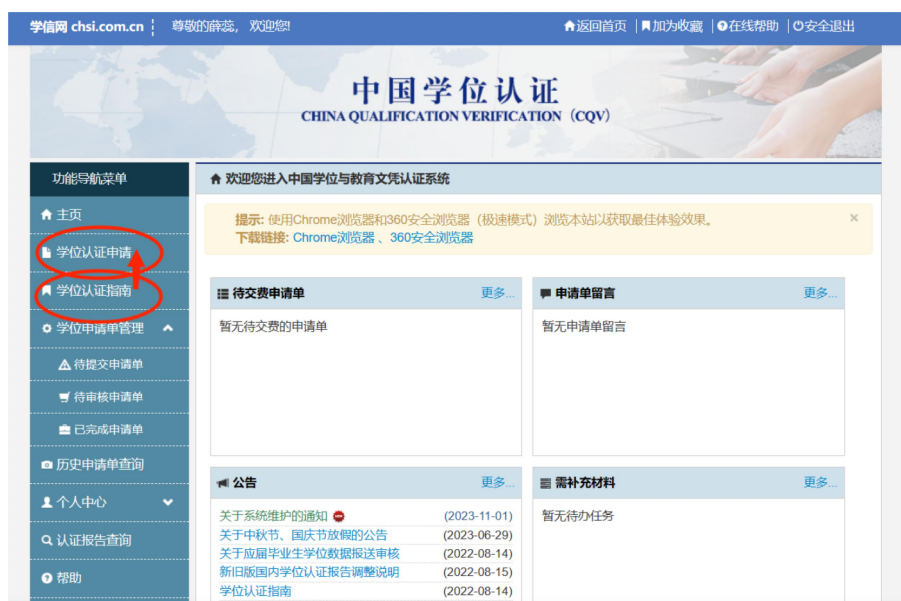 学信网 chsi.com.cn ¦ 尊敬的薛蕊，欢迎您!
返回首页 | 加为收藏 | 在线帮助 | 安全退出
中国学位认证
CHINA QUALIFICATION VERIFICATION（CQV）
功能导航菜单
主页
学位认证申请
学位认证指南
学位申请单管理
待提交申请单
待审核申请单
已完成申请单
历史申请单查询
个人中心
认证报告查询
帮助
欢迎您进入中国学位与教育文凭认证系统
提示: 使用Chrome浏览器和360安全浏览器（极速模式）浏览本站以获取最佳体验效果。 ×
下载链接: Chrome浏览器 、360安全浏览器
待交费申请单 更多...
暂无待交费的申请单
申请单留言 更多...
暂无申请单留言
公告 更多...
关于系统维护的通知 (2023-11-01)
关于中秋节、国庆节放假的公告 (2023-06-29)
关于应届毕业生学位数据报送审核 (2022-08-14)
新旧版国内学位认证报告调整说明 (2022-08-15)
学位认证指南 (2022-08-14)
需补充材料 更多...
暂无待办任务